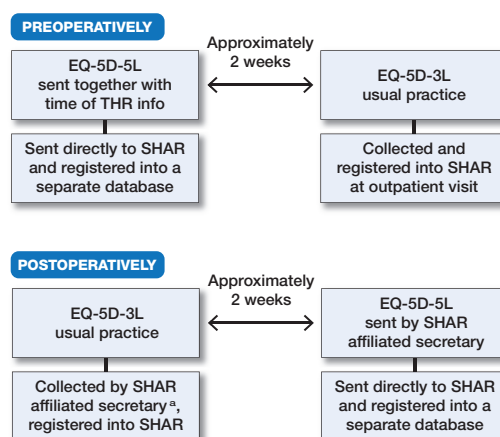 PREOPERATIVELY
EQ-5D-5L
sent together with
time of THR info
Approximately
2 weeks
EQ-5D-3L
usual practice
Sent directly to SHAR
and registered into a
separate database
Collected and
registered into SHAR
at outpatient visit
POSTOPERATIVELY
EQ-5D-3L
usual practice
Approximately
2 weeks
EQ-5D-5L
sent by SHAR
affiliated secretary
Collected by SHAR
affiliated secretary ᵃ,
registered into SHAR
Sent directly to SHAR
and registered into a
separate database